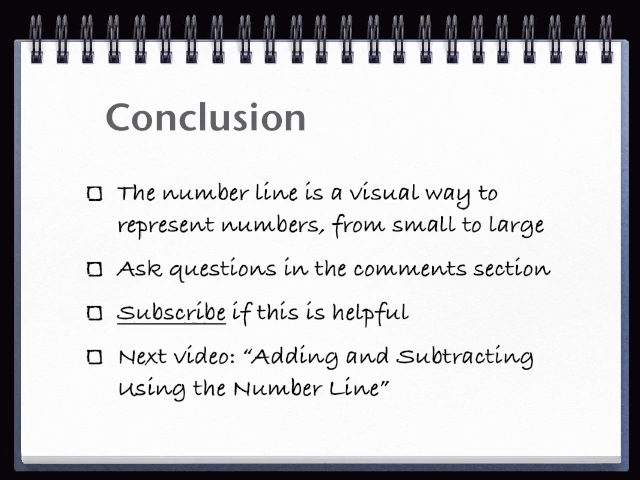 Conclusion
The number line is a visual way to
represent numbers, from small to large
Ask questions in the comments section
Subscribe if this is helpful
Next video: “Adding and Subtracting
Using the Number Line”